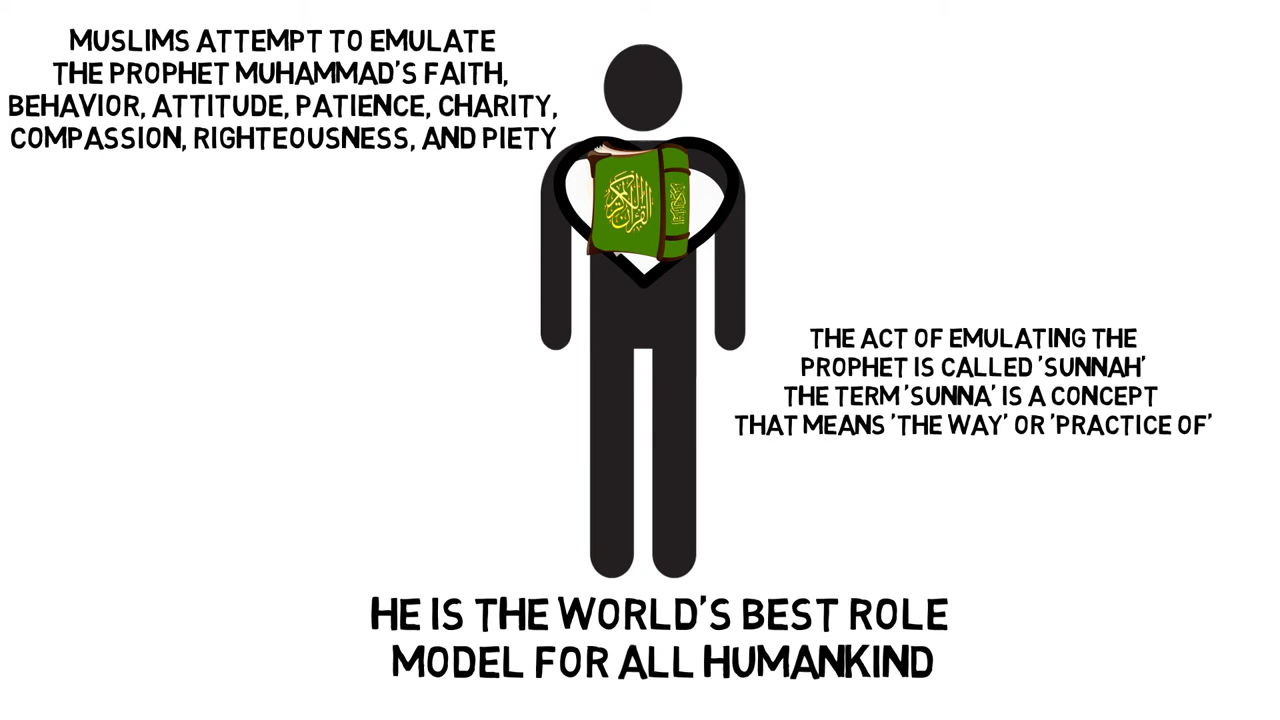 MUSLIMS ATTEMPT TO EMULATE
THE PROPHET MUHAMMAD'S FAITH,
BEHAVIOR, ATTITUDE, PATIENCE, CHARITY,
COMPASSION, RIGHTEOUSNESS, AND PIETY
القرآن الكريم
THE ACT OF EMULATING THE
PROPHET IS CALLED 'SUNNAH'
THE TERM 'SUNNA' IS A CONCEPT
THAT MEANS 'THE WAY' OR 'PRACTICE OF'
HE IS THE WORLD'S BEST ROLE
MODEL FOR ALL HUMANKIND